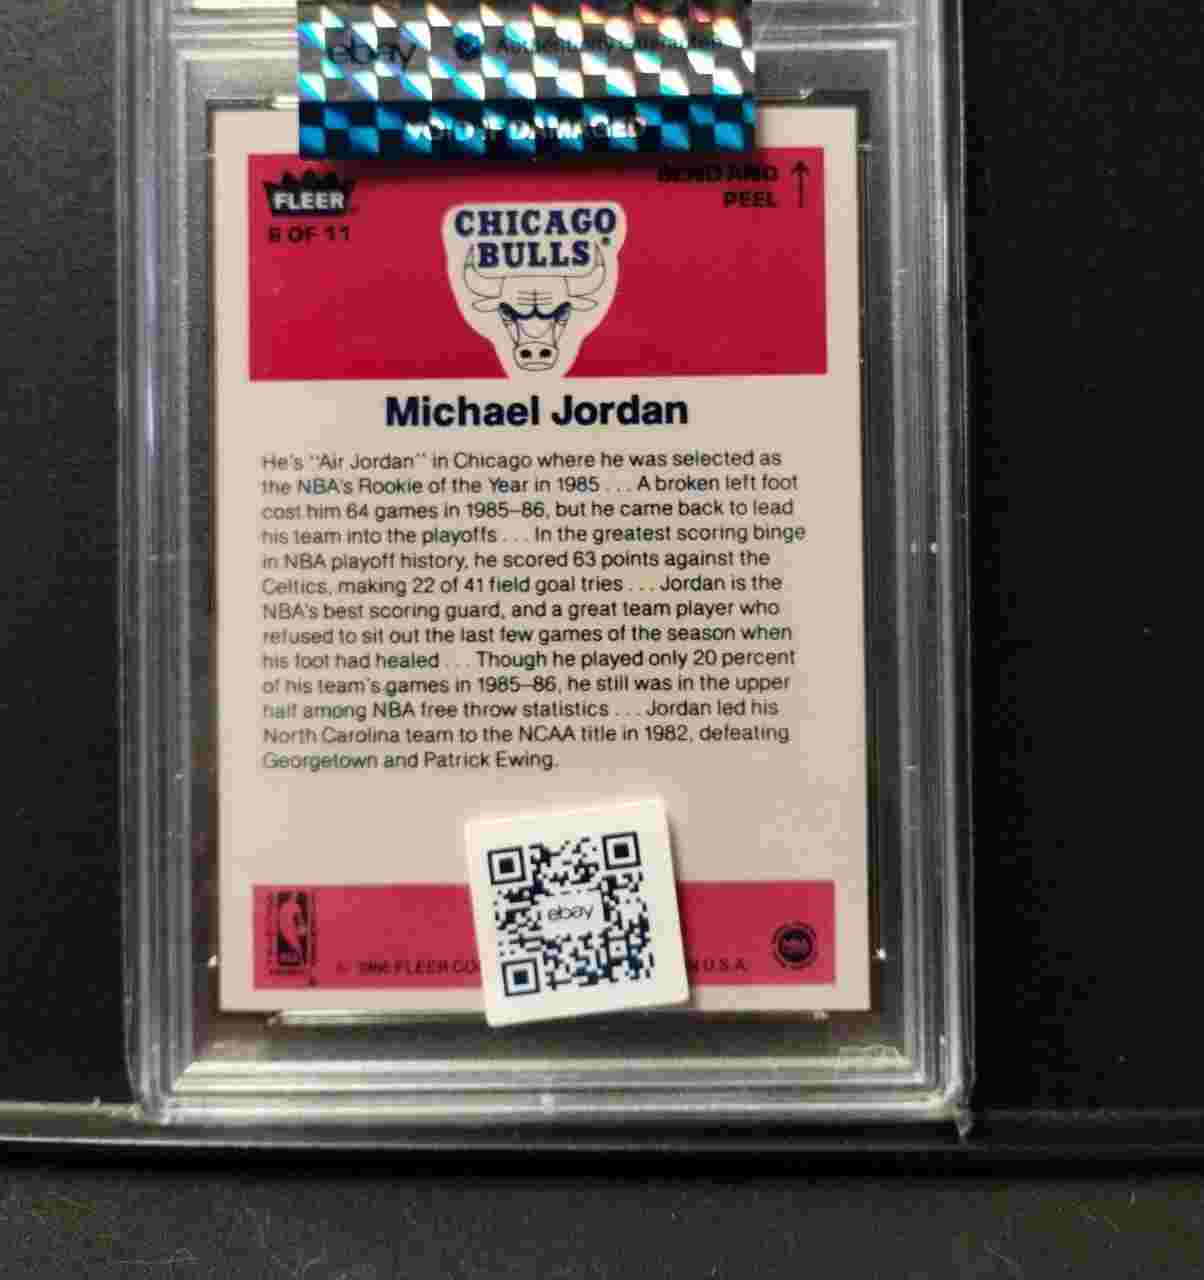 ebay Authenticity Guarantee
VOID IF DAMAGED
FLEER
8 OF 11
BEND AND
PEEL
CHICAGO
BULLS
Michael Jordan
He's "Air Jordan" in Chicago where he was selected as
the NBA's Rookie of the Year in 1985 . . . A broken left foot
cost him 64 games in 1985–86, but he came back to lead
his team into the playoffs . . . In the greatest scoring binge
in NBA playoff history, he scored 63 points against the
Celtics, making 22 of 41 field goal tries . . . Jordan is the
NBA's best scoring guard, and a great team player who
refused to sit out the last few games of the season when
his foot had healed . . . Though he played only 20 percent
of his team's games in 1985–86, he still was in the upper
half among NBA free throw statistics . . . Jordan led his
North Carolina team to the NCAA title in 1982, defeating
Georgetown and Patrick Ewing.
ebay
© 1986 FLEER U.S.A.